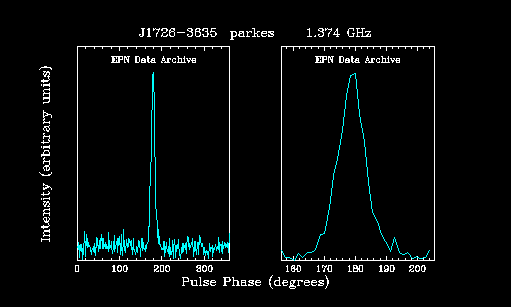 J1726-3635 parkes 1.374 GHz
EPN Data Archive EPN Data Archive
Intensity (arbitrary units)
0 100 200 300 160 170 180 190 200
Pulse Phase (degrees)